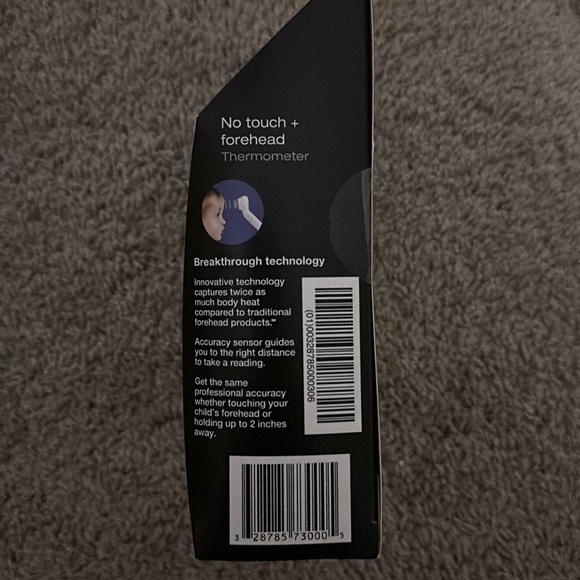 No touch +
forehead
Thermometer
Breakthrough technology
Innovative technology
captures twice as
much body heat
compared to traditional
forehead products.**
Accuracy sensor guides
you to the right distance
to take a reading.
Get the same
professional accuracy
whether touching your
child's forehead or
holding up to 2 inches
away.
(01)00328785000306
3 28785 73000 5